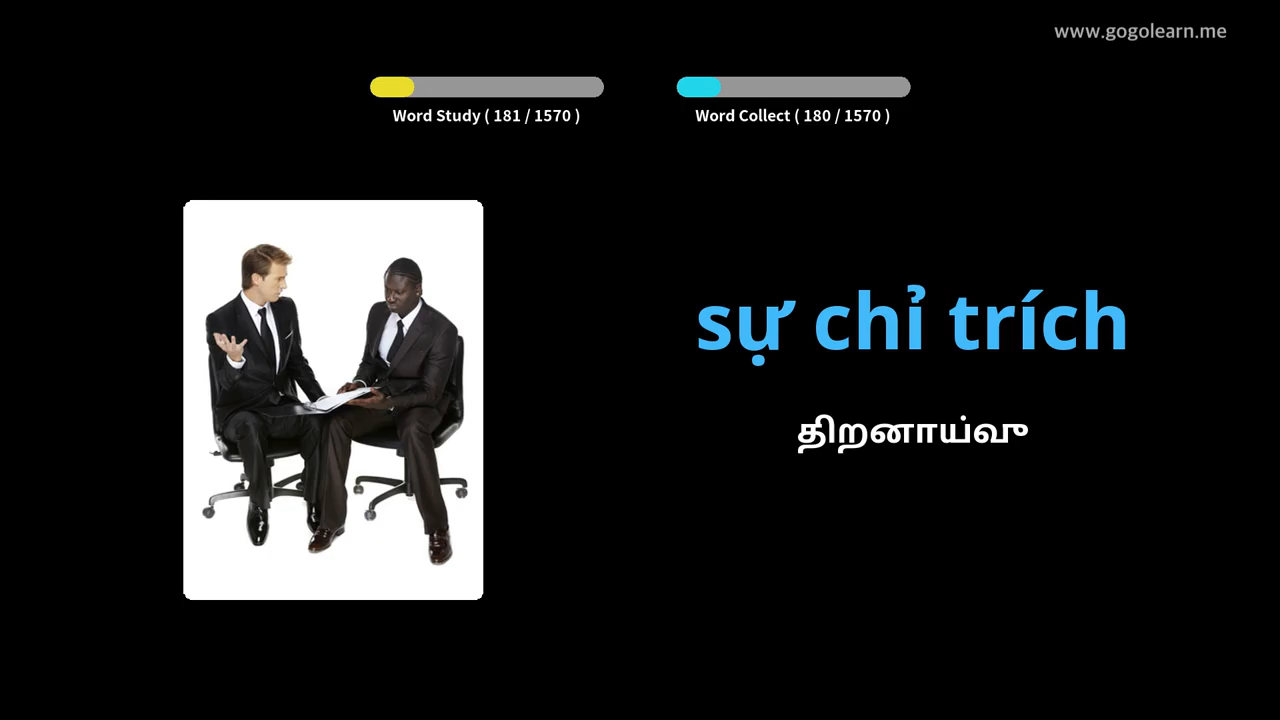 www.gogolearn.me
Word Study ( 181 / 1570 )
Word Collect ( 180 / 1570 )
sự chỉ trích
திறனாய்வு